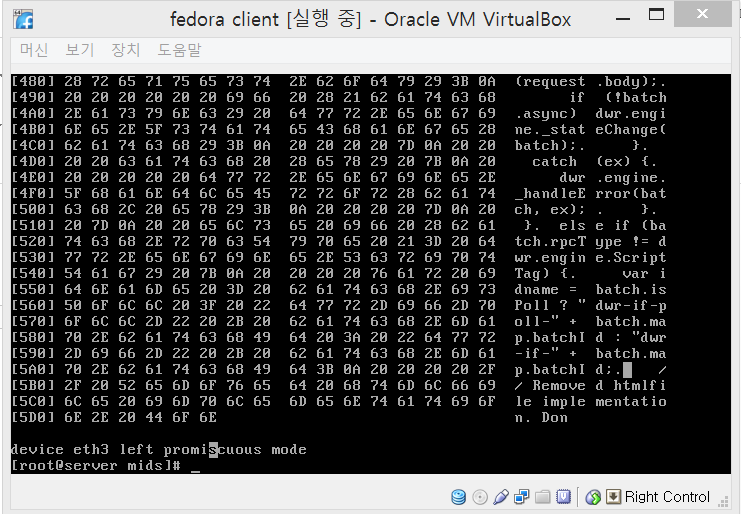 fedora client [실행 중] - Oracle VM VirtualBox
머신 보기 장치 도움말
[480] 28 72 65 71 75 65 73 74  2E 62 6F 64 79 29 3B 0A  (request .body);.
[490] 20 20 20 20 20 20 69 66  20 28 21 62 61 74 63 68        if  (!batch
[4A0] 2E 61 73 79 6E 63 29 20  64 77 72 2E 65 6E 67 69  .async)  dwr.engi
[4B0] 6E 65 2E 5F 73 74 61 74  65 43 68 61 6E 67 65 28  ne._stat eChange(
[4C0] 62 61 74 63 68 29 3B 0A  20 20 20 20 7D 0A 20 20  batch);.     }.
[4D0] 20 20 63 61 74 63 68 20  28 65 78 29 20 7B 0A 20    catch  (ex) {.
[4E0] 20 20 20 20 20 64 77 72  2E 65 6E 67 69 6E 65 2E       dwr .engine.
[4F0] 5F 68 61 6E 64 6C 65 45  72 72 6F 72 28 62 61 74  _handleE rror(bat
[500] 63 68 2C 20 65 78 29 3B  0A 20 20 20 20 7D 0A 20  ch, ex); .    }.
[510] 20 7D 0A 20 20 65 6C 73  65 20 69 66 20 28 62 61   }.  els e if (ba
[520] 74 63 68 2E 72 70 63 54  79 70 65 20 21 3D 20 64  tch.rpcT ype != d
[530] 77 72 2E 65 6E 67 69 6E  65 2E 53 63 72 69 70 74  wr.engin e.Script
[540] 54 61 67 29 20 7B 0A 20  20 20 20 76 61 72 20 69  Tag) {.     var i
[550] 64 6E 61 6D 65 20 3D 20  62 61 74 63 68 2E 69 73  dname =  batch.is
[560] 50 6F 6C 6C 20 3F 20 22  64 77 72 2D 69 66 2D 70  Poll ? " dwr-if-p
[570] 6F 6C 6C 2D 22 20 2B 20  62 61 74 63 68 2E 6D 61  oll-" +  batch.ma
[580] 70 2E 62 61 74 63 68 49  64 20 3A 20 22 64 77 72  p.batchI d : "dwr
[590] 2D 69 66 2D 22 20 2B 20  62 61 74 63 68 2E 6D 61  -if-" +  batch.ma
[5A0] 70 2E 62 61 74 63 68 49  64 3B 0A 20 20 20 20 2F  p.batchI d;.    /
[5B0] 2F 20 52 65 6D 6F 76 65  64 20 68 74 6D 6C 66 69  / Remove d htmlfi
[5C0] 6C 65 20 69 6D 70 6C 65  6D 65 6E 74 61 74 69 6F  le imple mentatio
[5D0] 6E 2E 20 44 6F 6E  n. Don
device eth3 left promiscuous mode
[root@server mids]# _
Right Control